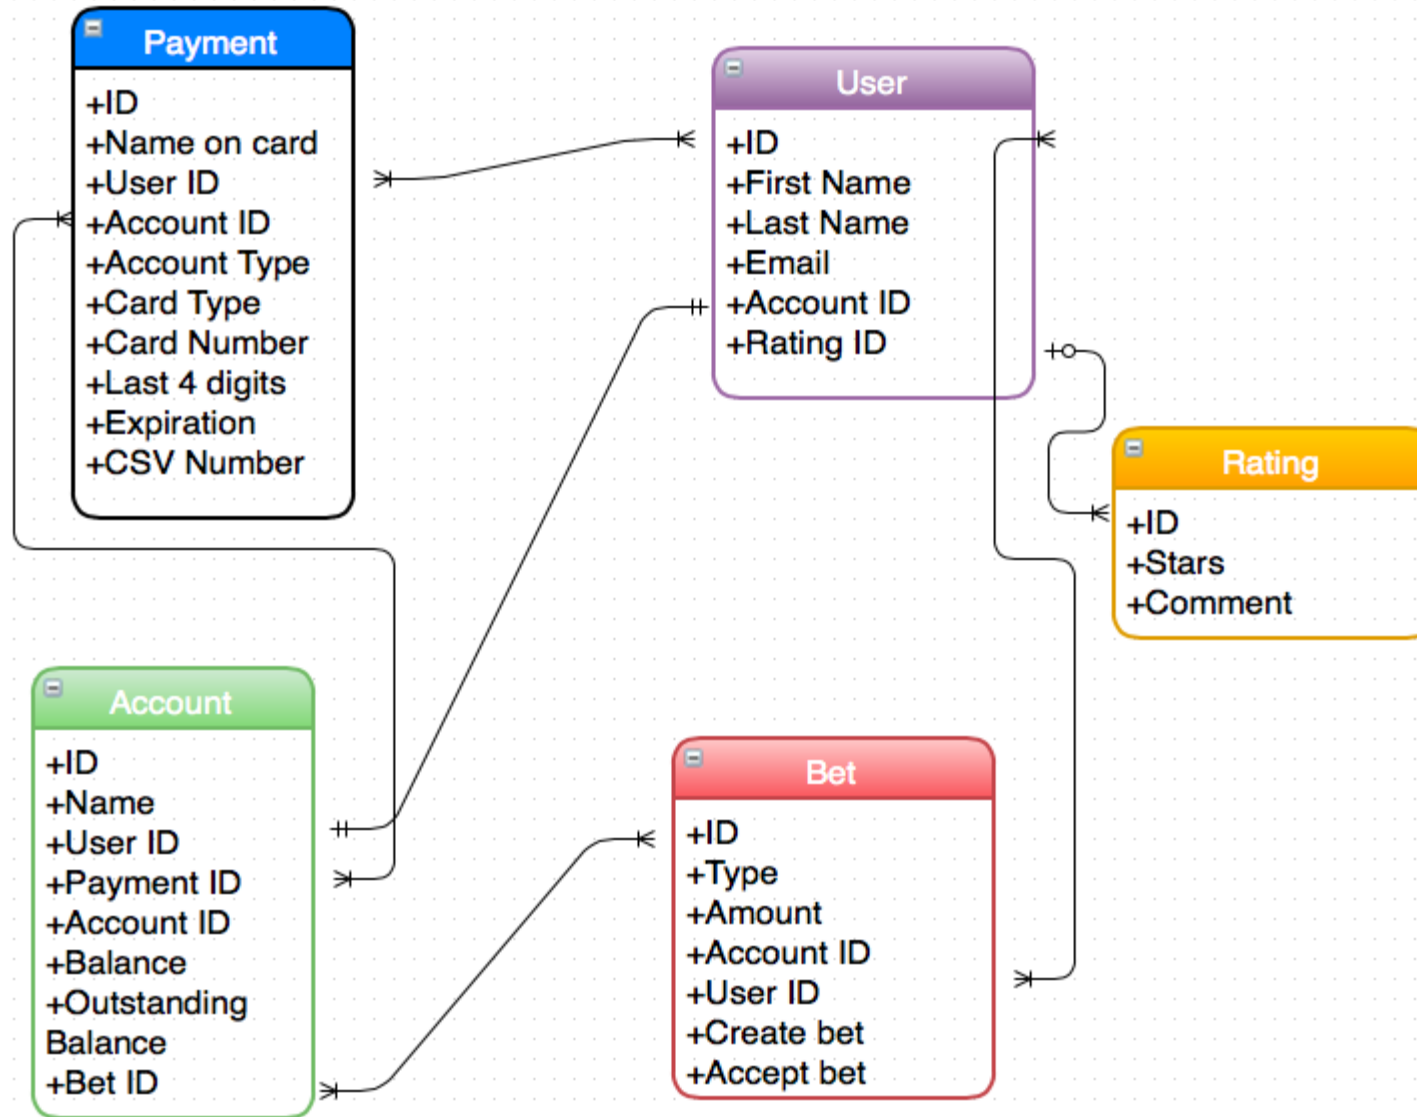 Payment
+ID
+Name on card
+User ID
+Account ID
+Account Type
+Card Type
+Card Number
+Last 4 digits
+Expiration
+CSV Number
User
+ID
+First Name
+Last Name
+Email
+Account ID
+Rating ID
Rating
+ID
+Stars
+Comment
Account
+ID
+Name
+User ID
+Payment ID
+Account ID
+Balance
+Outstanding
Balance
+Bet ID
Bet
+ID
+Type
+Amount
+Account ID
+User ID
+Create bet
+Accept bet